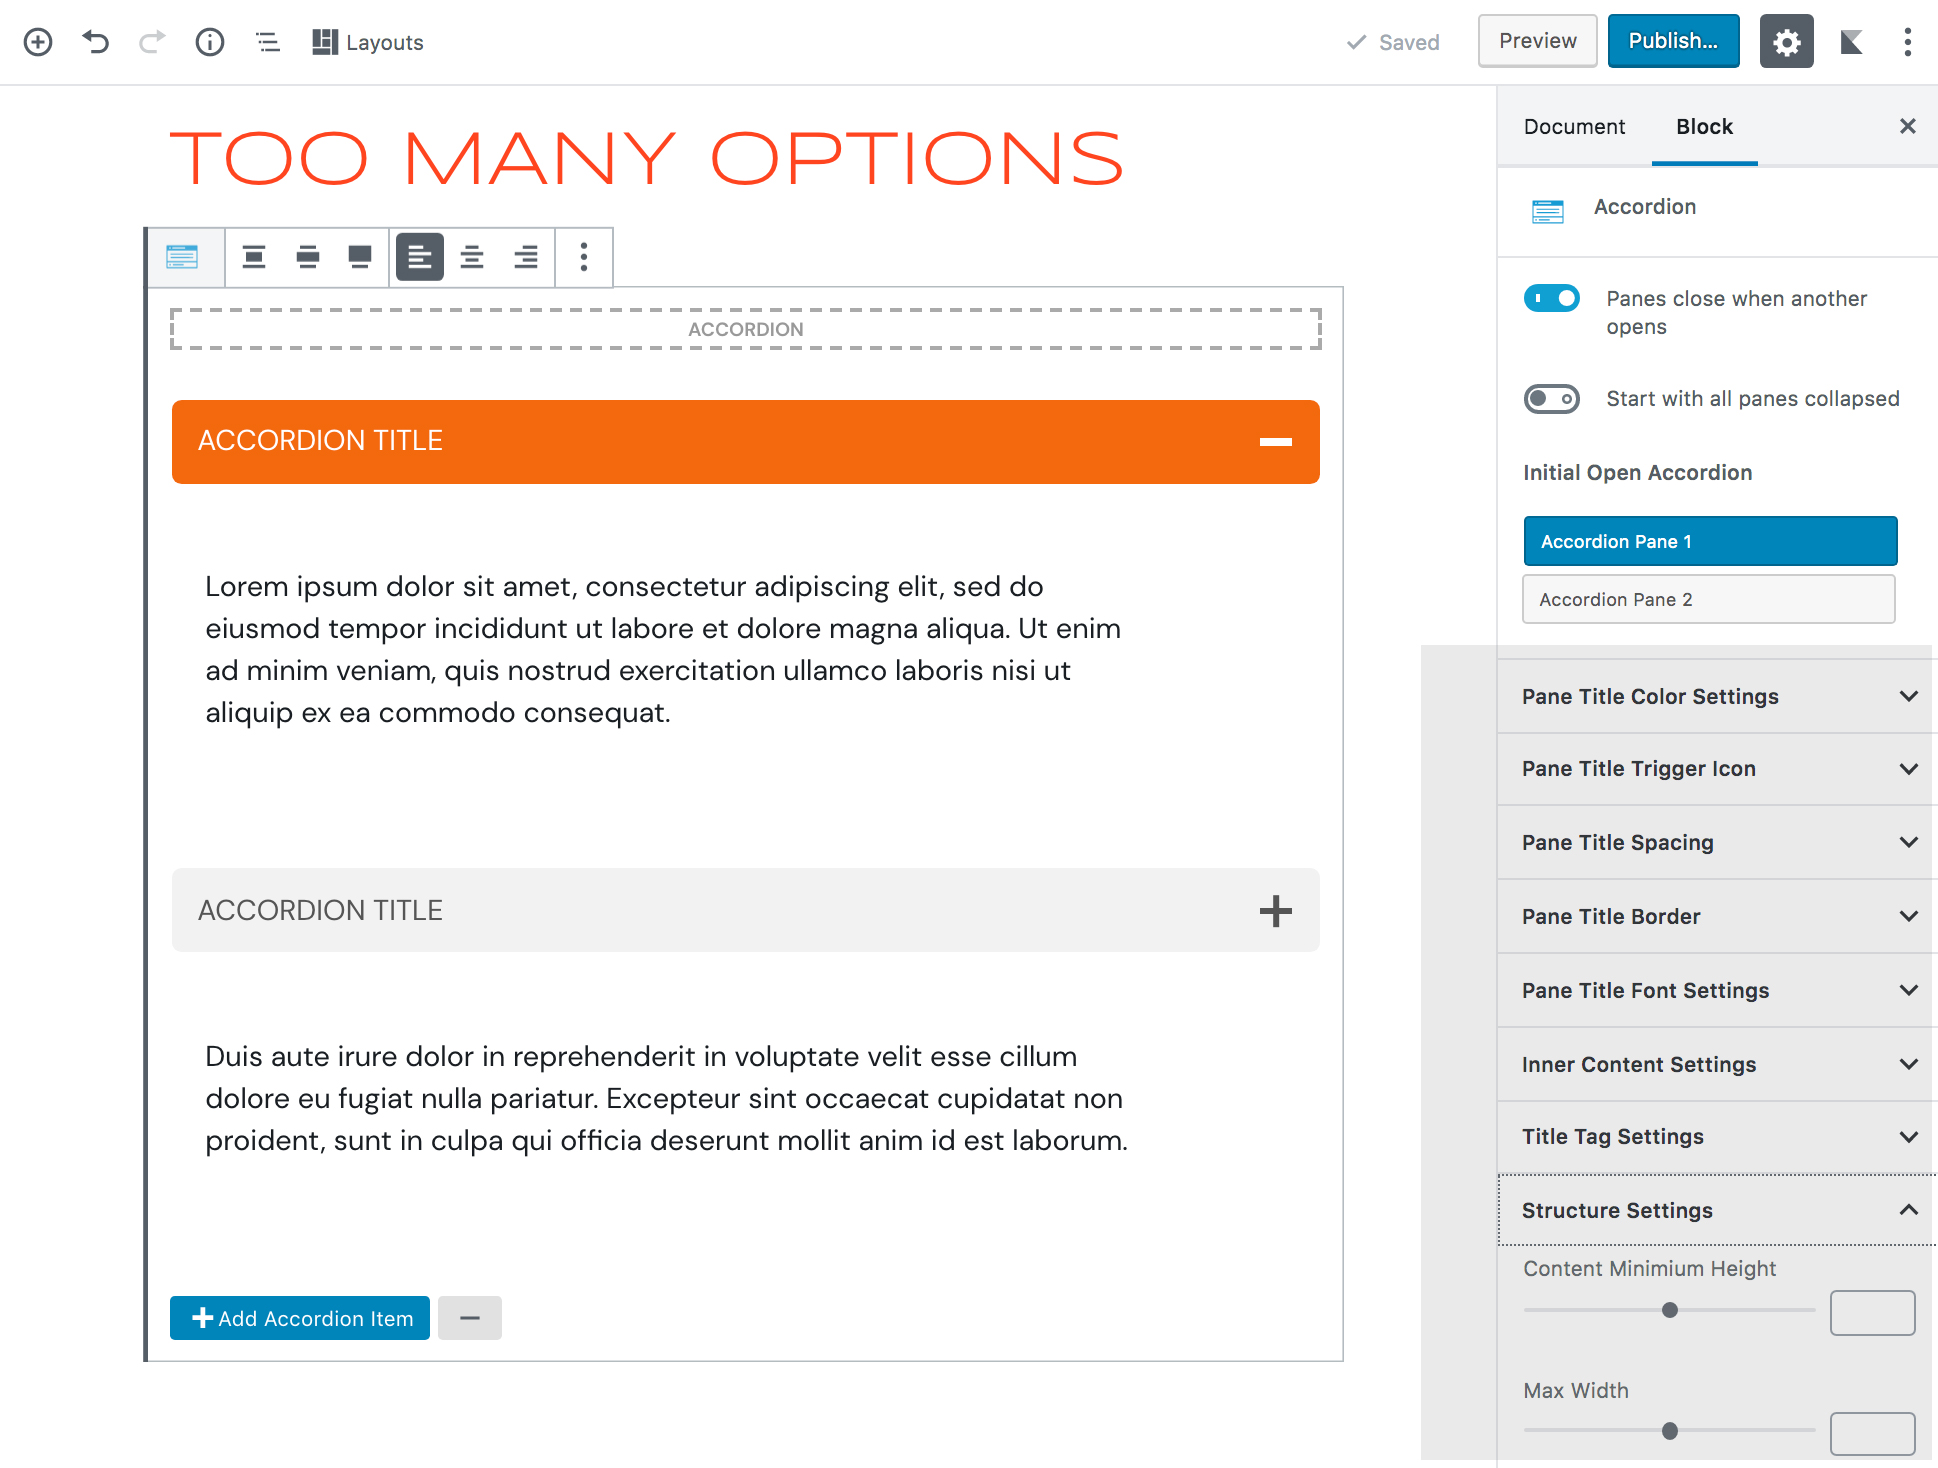 Layouts
Saved
Preview
Publish...
TOO MANY OPTIONS
ACCORDION
ACCORDION TITLE
Lorem ipsum dolor sit amet, consectetur adipiscing elit, sed do
eiusmod tempor incididunt ut labore et dolore magna aliqua. Ut enim
ad minim veniam, quis nostrud exercitation ullamco laboris nisi ut
aliquip ex ea commodo consequat.
ACCORDION TITLE
Duis aute irure dolor in reprehenderit in voluptate velit esse cillum
dolore eu fugiat nulla pariatur. Excepteur sint occaecat cupidatat non
proident, sunt in culpa qui officia deserunt mollit anim id est laborum.
Add Accordion Item
Document
Block
Accordion
Panes close when another
opens
Start with all panes collapsed
Initial Open Accordion
Accordion Pane 1
Accordion Pane 2
Pane Title Color Settings
Pane Title Trigger Icon
Pane Title Spacing
Pane Title Border
Pane Title Font Settings
Inner Content Settings
Title Tag Settings
Structure Settings
Content Minimium Height
Max Width